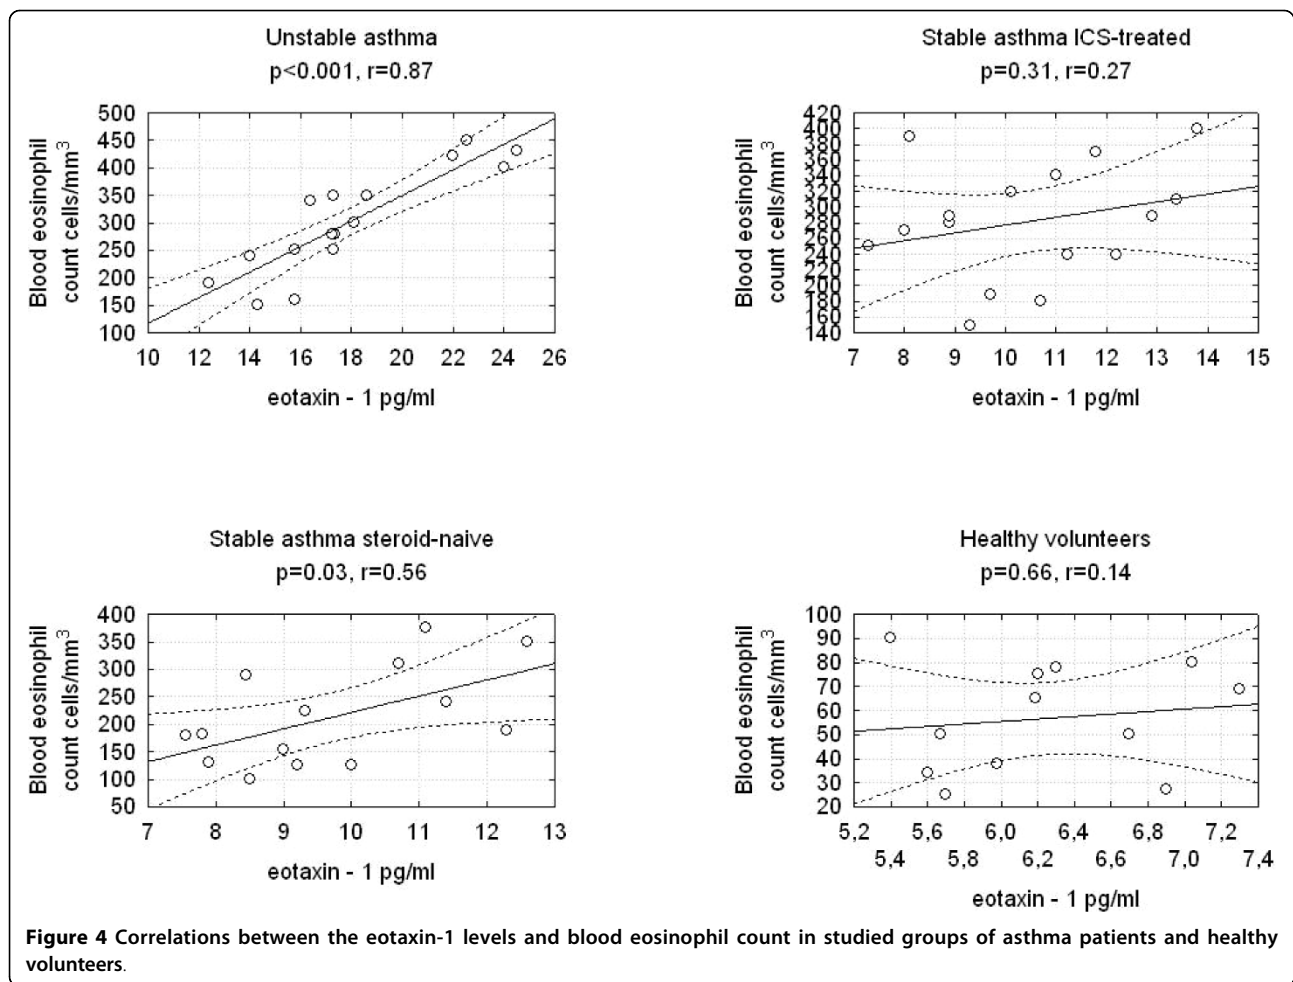 Unstable asthma
p<0.001, r=0.87
Blood eosinophil
count cells/mm³
500
450
400
350
300
250
200
150
100
10 12 14 16 18 20 22 24 26
eotaxin - 1 pg/ml
Stable asthma ICS-treated
p=0.31, r=0.27
Blood eosinophil
count cells/mm³
420
400
380
360
340
320
300
280
260
240
220
200
180
160
140
7 8 9 10 11 12 13 14 15
eotaxin - 1 pg/ml
Stable asthma steroid-naive
p=0.03, r=0.56
Blood eosinophil
count cells/mm³
400
350
300
250
200
150
100
50
7 8 9 10 11 12 13
eotaxin - 1 pg/ml
Healthy volunteers
p=0.66, r=0.14
Blood eosinophil
count cells/mm³
100
90
80
70
60
50
40
30
20
5,2 5,6 6,0 6,4 6,8 7,2
5,4 5,8 6,2 6,6 7,0 7,4
eotaxin - 1 pg/ml
Figure 4 Correlations between the eotaxin-1 levels and blood eosinophil count in studied groups of asthma patients and healthy
volunteers.